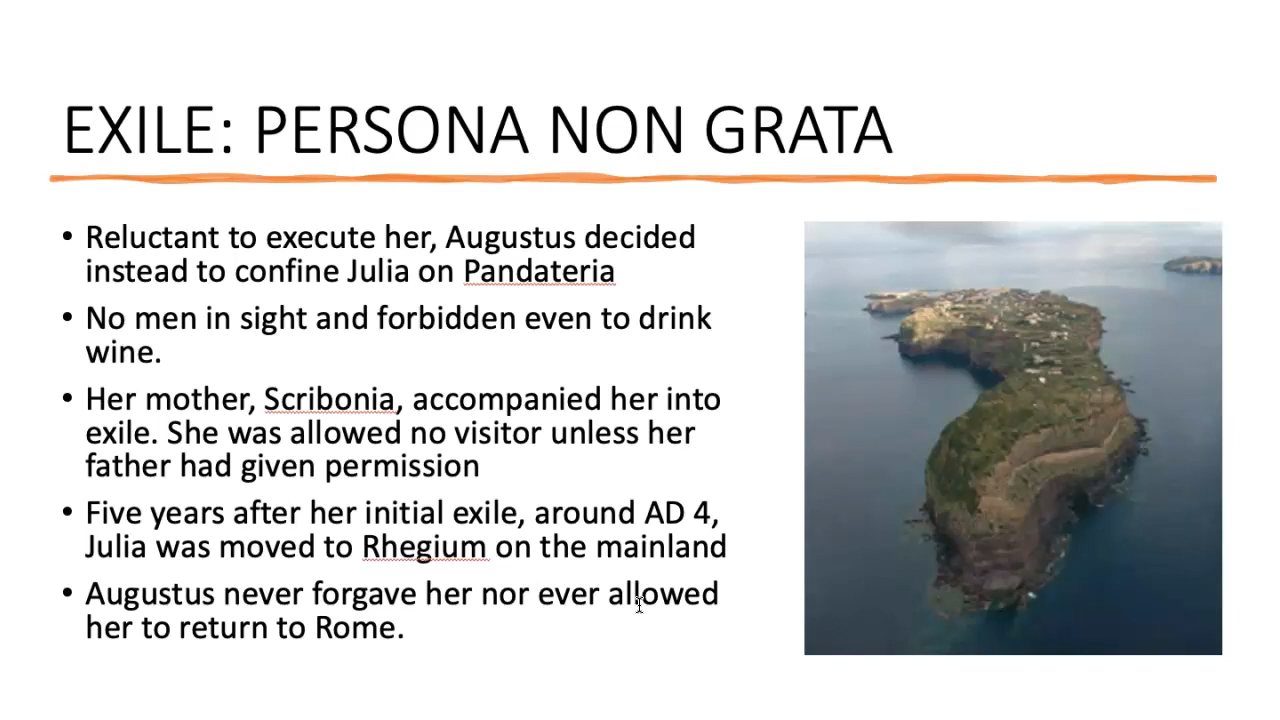 EXILE: PERSONA NON GRATA
• Reluctant to execute her, Augustus decided
instead to confine Julia on Pandateria
• No men in sight and forbidden even to drink
wine.
• Her mother, Scribonia, accompanied her into
exile. She was allowed no visitor unless her
father had given permission
• Five years after her initial exile, around AD 4,
Julia was moved to Rhegium on the mainland
• Augustus never forgave her nor ever allowed
her to return to Rome.